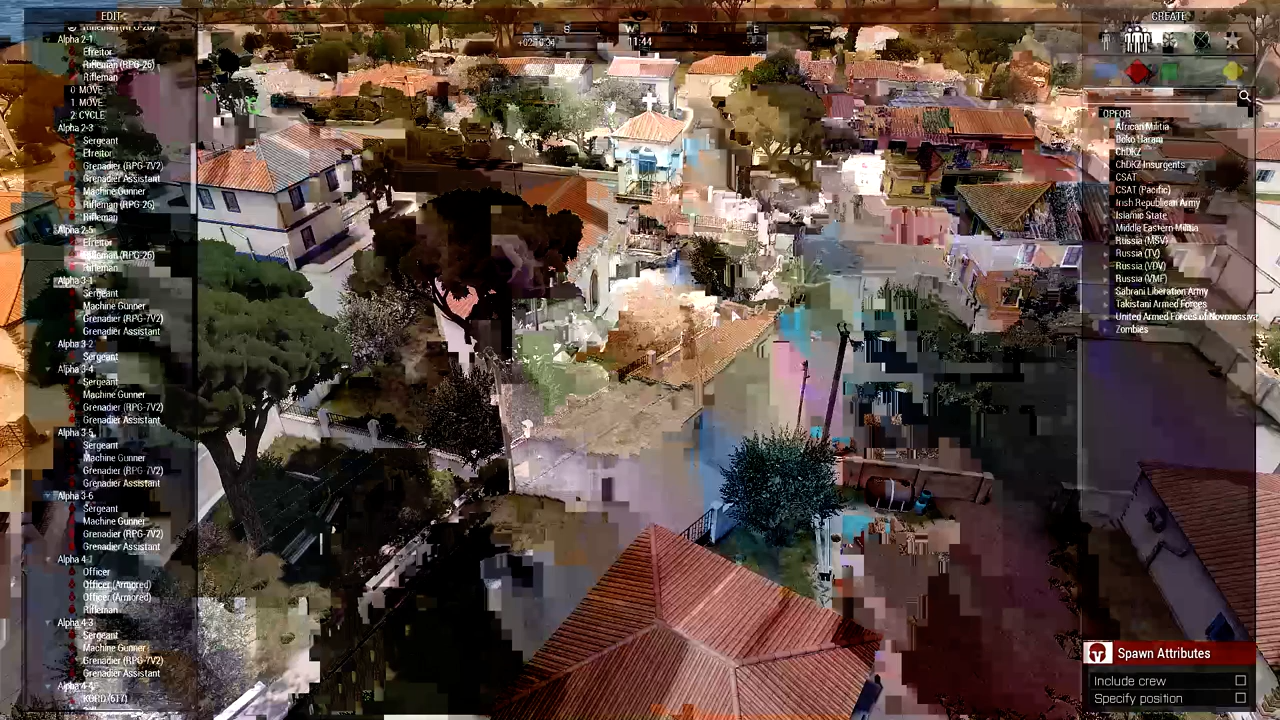 EDIT
Rifleman (RPG-26)
Alpha 2-1
Efreitor
Rifleman (RPG-26)
Rifleman
0: MOVE
1: MOVE
2: CYCLE
Alpha 2-3
Sergeant
Efreitor
Grenadier (RPG-7V2)
Grenadier Assistant
Machine Gunner
Rifleman (RPG-26)
Rifleman
Alpha 2-5
Efreitor
Rifleman (RPG-26)
Rifleman
Alpha 3-1
Sergeant
Machine Gunner
Grenadier (RPG-7V2)
Grenadier Assistant
Alpha 3-2
Sergeant
Alpha 3-4
Sergeant
Machine Gunner
Grenadier (RPG-7V2)
Grenadier Assistant
Alpha 3-5
Sergeant
Machine Gunner
Grenadier (RPG-7V2)
Grenadier Assistant
Alpha 3-6
Sergeant
Machine Gunner
Grenadier (RPG-7V2)
Grenadier Assistant
Alpha 4-1
Officer
Officer (Armored)
Officer (Armored)
Rifleman
Alpha 4-3
Sergeant
Machine Gunner
Grenadier (RPG-7V2)
Grenadier Assistant
Alpha 4-4
KORD (6T7)
S W N E
11:44
CREATE
OPFOR
African Militia
Boko Haram
ChDKZ
ChDKZ Insurgents
CSAT
CSAT (Pacific)
Irish Republican Army
Islamic State
Middle Eastern Militia
Russia (MSV)
Russia (TV)
Russia (VDV)
Russia (VMF)
Sahrani Liberation Army
Takistani Armed Forces
United Armed Forces of Novorossiya
Zombies
Spawn Attributes
Include crew
Specify position